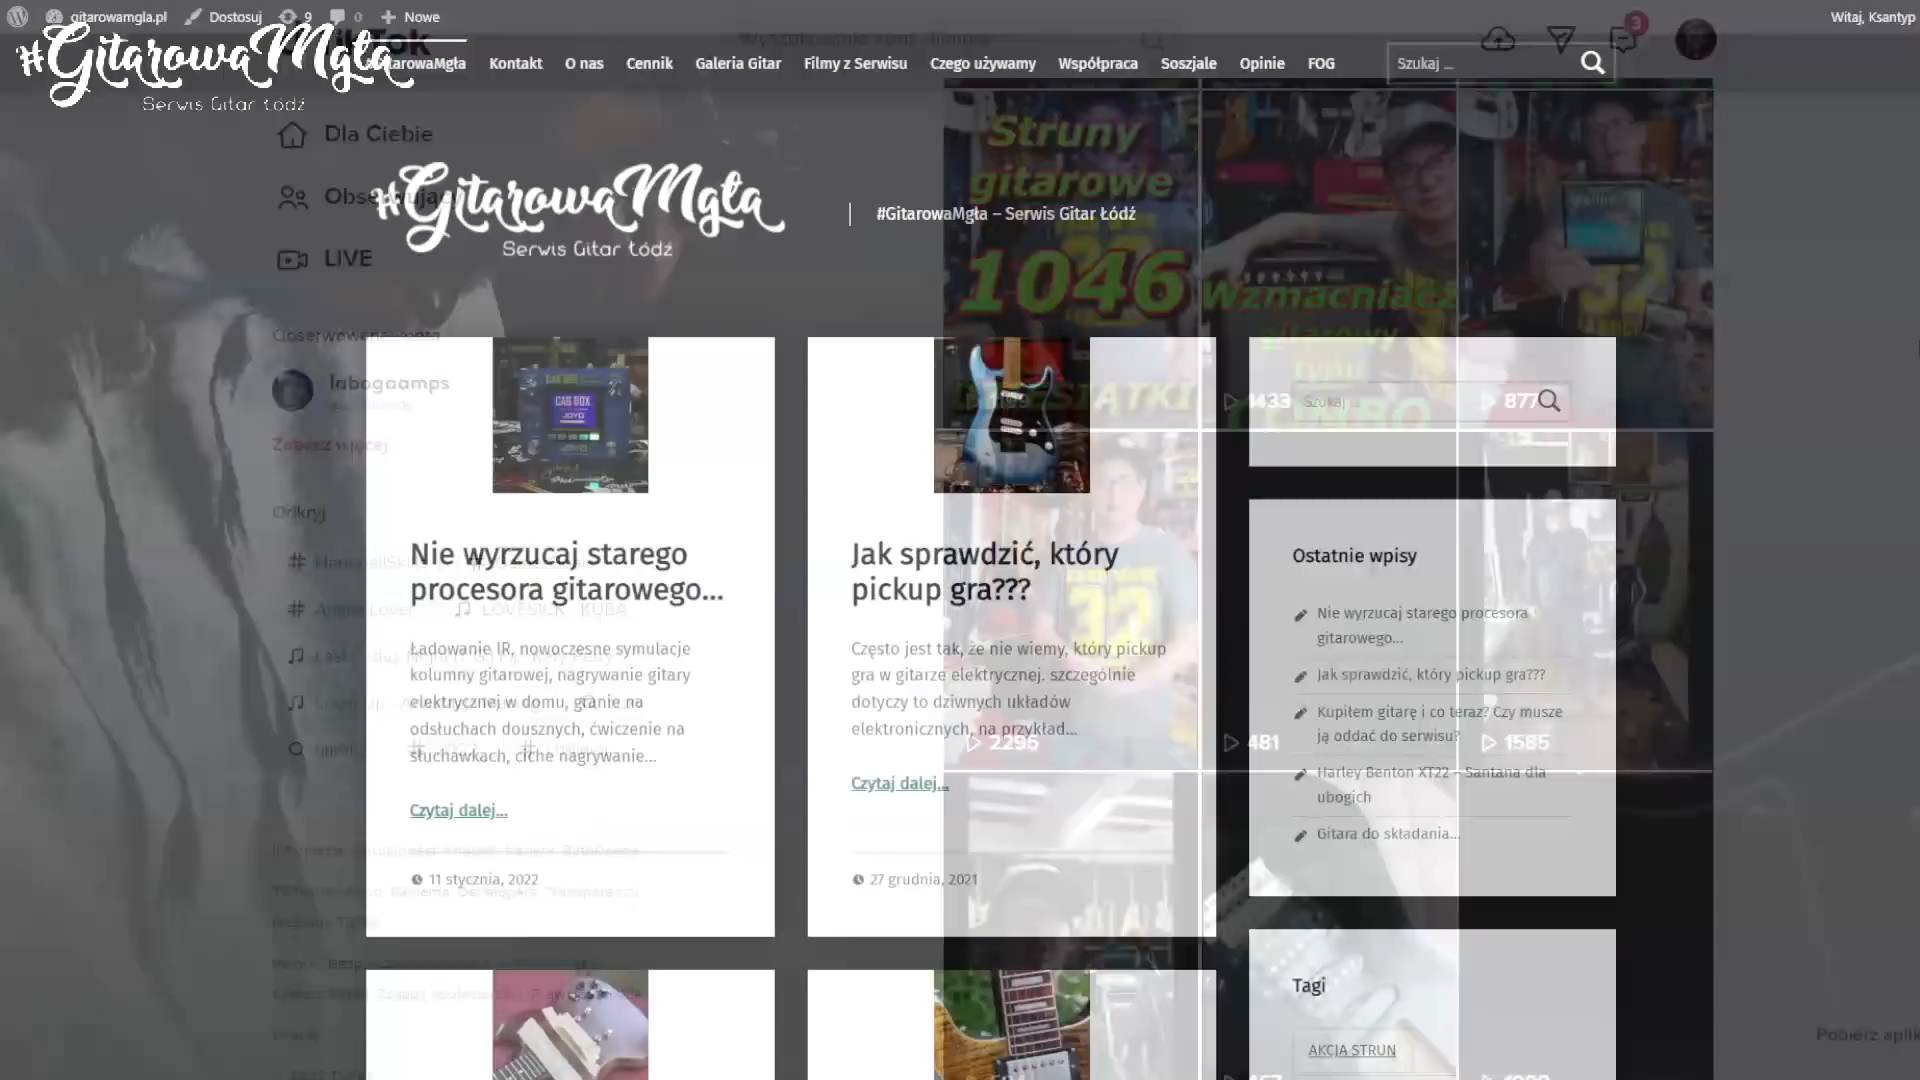 gitarowamgla.pl
Dostosuj
9
0
Nowe
Witaj, Ksantyp
#GitarowaMgła
Serwis Gitar Łódź
#GitarowaMgła
Kontakt
O nas
Cennik
Galeria Gitar
Filmy z Serwisu
Czego używamy
Współpraca
Soszjale
Opinie
FOG
Szukaj ...
3
Dla Ciebie
LIVE
labogaamps
Zobacz więcej
Odkryj
#GitarowaMgła
Serwis Gitar Łódź
#GitarowaMgła – Serwis Gitar Łódź
Struny
gitarowe
1046
Wzmacniacz
gitarowy
typu
1433
877
Szukaj ...
Nie wyrzucaj starego
procesora gitarowego...
Ładowanie IR, nowoczesne symulacje
kolumny gitarowej, nagrywanie gitary
elektrycznej w domu, granie na
odsłuchach dousznych, ćwiczenie na
słuchawkach, ciche nagrywanie...
Czytaj dalej...
11 stycznia, 2022
Jak sprawdzić, który
pickup gra???
Często jest tak, że nie wiemy, który pickup
gra w gitarze elektrycznej. szczególnie
dotyczy to dziwnych układów
elektronicznych, na przykład...
Czytaj dalej...
27 grudnia, 2021
32
2296
481
1585
Ostatnie wpisy
Nie wyrzucaj starego procesora
gitarowego...
Jak sprawdzić, który pickup gra???
Kupiłem gitarę i co teraz? Czy musze
ją oddać do serwisu?
Harley Benton XT22 – Santana dla
ubogich
Gitara do składania...
Tagi
AKCJA STRUN